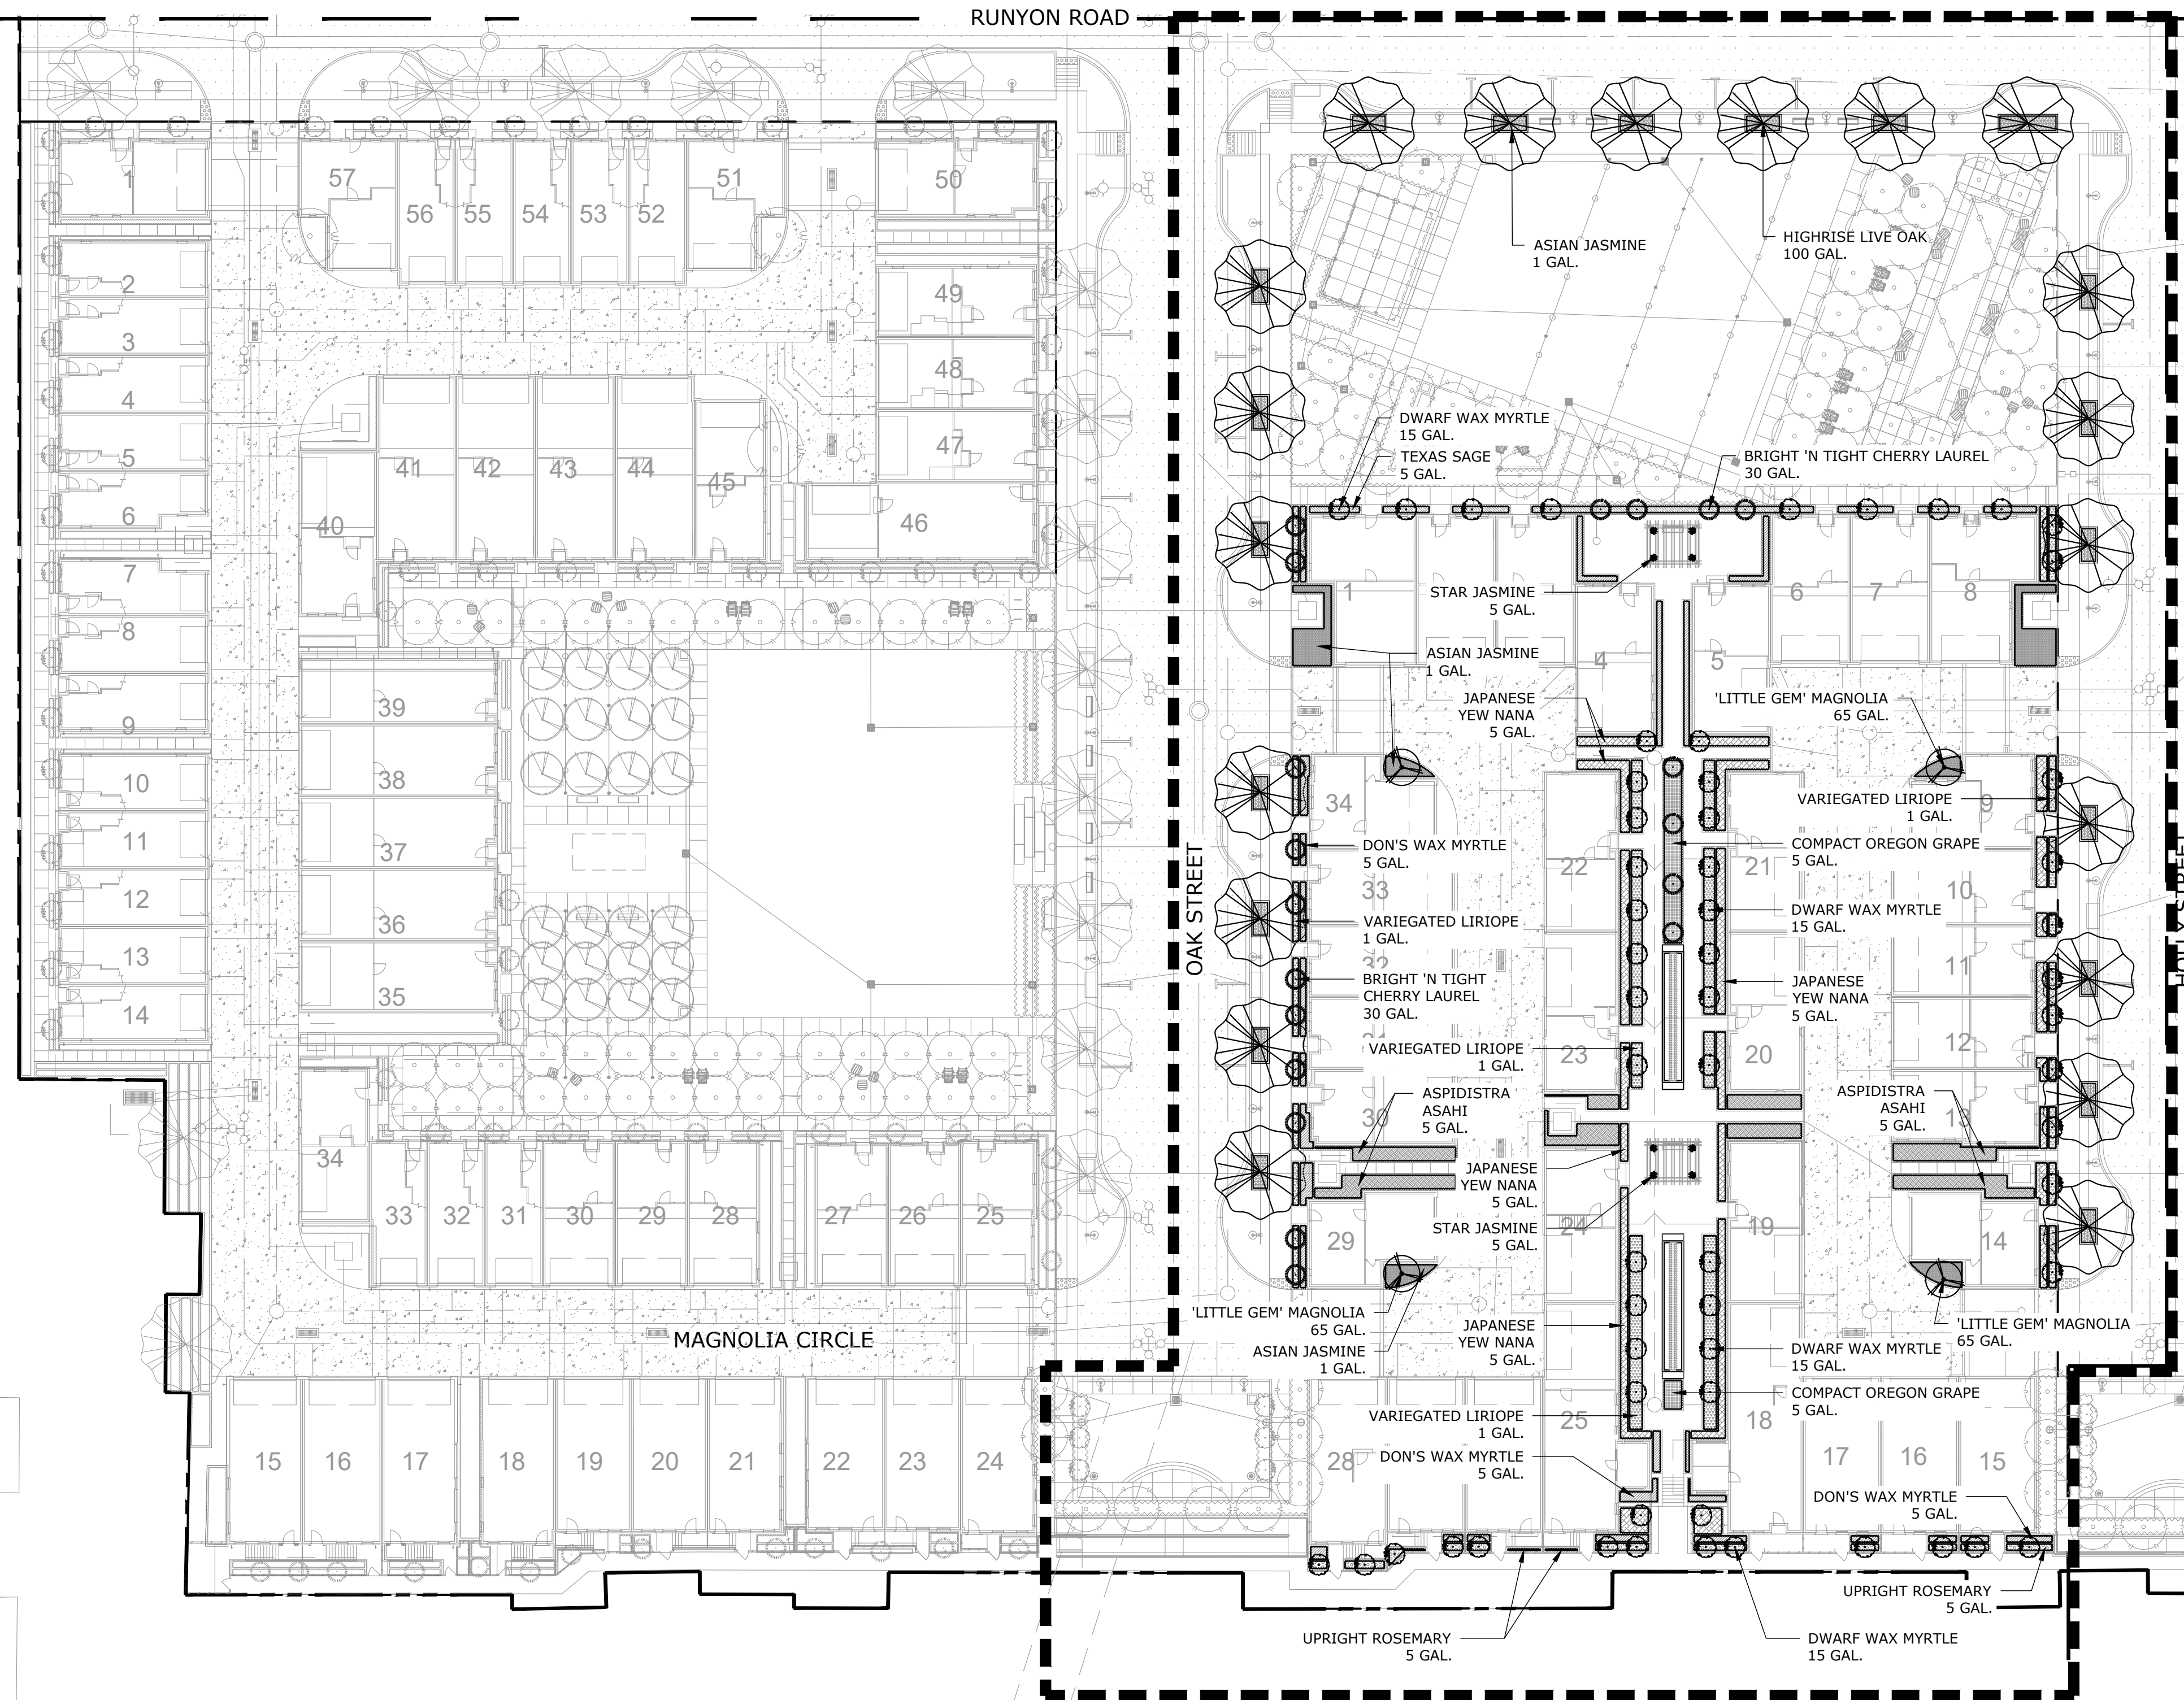 RUNYON ROAD
1
57
56
55
54
53
52
51
50
2
3
4
5
6
49
48
47
46
41
42
43
44
45
40
7
8
9
10
11
12
13
14
39
38
37
36
35
34
33
32
31
30
29
28
27
26
25
MAGNOLIA CIRCLE
15
16
17
18
19
20
21
22
23
24
OAK STREET
HOLLY STREET
ASIAN JASMINE
1 GAL.
HIGHRISE LIVE OAK
100 GAL.
DWARF WAX MYRTLE
15 GAL.
TEXAS SAGE
5 GAL.
BRIGHT 'N TIGHT CHERRY LAUREL
30 GAL.
1
STAR JASMINE
5 GAL.
6
7
8
ASIAN JASMINE
1 GAL.
4
5
JAPANESE
YEW NANA
5 GAL.
'LITTLE GEM' MAGNOLIA
65 GAL.
34
VARIEGATED LIRIOPE
1 GAL.
9
DON'S WAX MYRTLE
5 GAL.
COMPACT OREGON GRAPE
5 GAL.
22
21
33
10
VARIEGATED LIRIOPE
1 GAL.
DWARF WAX MYRTLE
15 GAL.
32
11
BRIGHT 'N TIGHT
CHERRY LAUREL
30 GAL.
JAPANESE
YEW NANA
5 GAL.
VARIEGATED LIRIOPE
1 GAL.
23
20
12
ASPIDISTRA
ASAHI
5 GAL.
30
ASPIDISTRA
ASAHI
5 GAL.
13
JAPANESE
YEW NANA
5 GAL.
STAR JASMINE
5 GAL.
29
24
19
14
'LITTLE GEM' MAGNOLIA
65 GAL.
JAPANESE
YEW NANA
5 GAL.
ASIAN JASMINE
1 GAL.
'LITTLE GEM' MAGNOLIA
65 GAL.
DWARF WAX MYRTLE
15 GAL.
COMPACT OREGON GRAPE
5 GAL.
VARIEGATED LIRIOPE
1 GAL.
25
18
28
DON'S WAX MYRTLE
5 GAL.
17
16
15
DON'S WAX MYRTLE
5 GAL.
UPRIGHT ROSEMARY
5 GAL.
UPRIGHT ROSEMARY
5 GAL.
DWARF WAX MYRTLE
15 GAL.